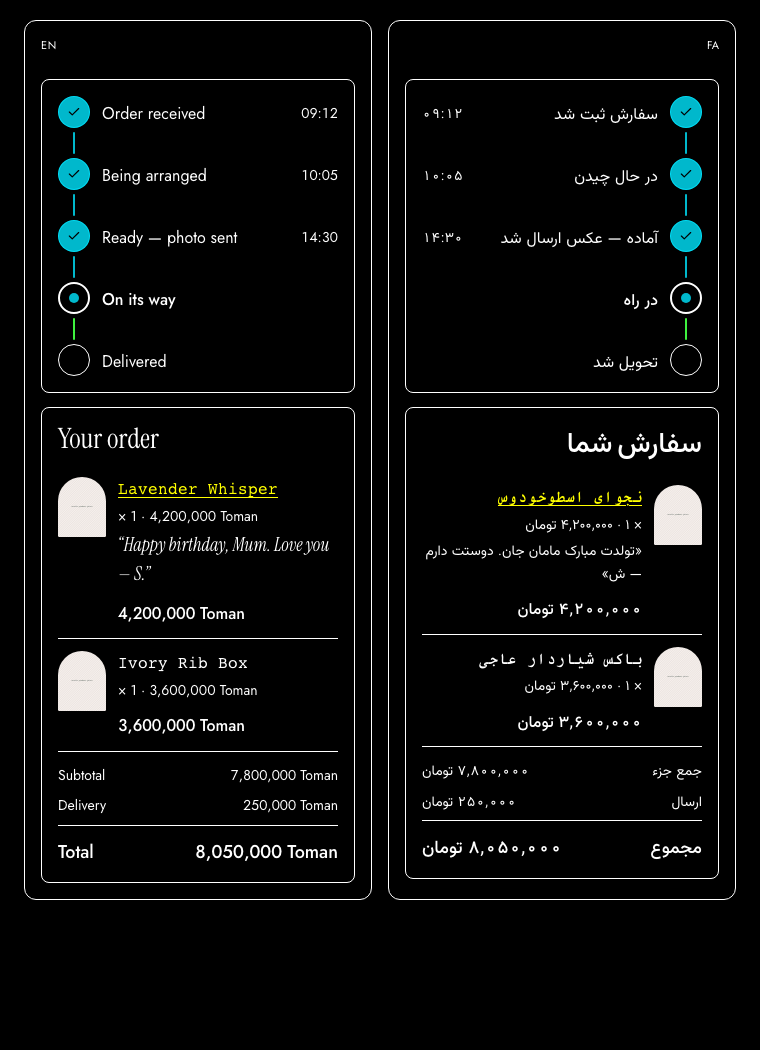 EN
Order received 09:12
Being arranged 10:05
Ready — photo sent 14:30
On its way
Delivered
Your order
Lavender Whisper
× 1 · 4,200,000 Toman
“Happy birthday, Mum. Love you
— S.”
4,200,000 Toman
Ivory Rib Box
× 1 · 3,600,000 Toman
3,600,000 Toman
Subtotal 7,800,000 Toman
Delivery 250,000 Toman
Total 8,050,000 Toman
FA
سفارش ثبت شد ۰۹:۱۲
در حال چیدن ۱۰:۰۵
آماده — عکس ارسال شد ۱۴:۳۰
در راه
تحویل شد
سفارش شما
نجوای اسطوخودوس
× ۱ · ۴,۲۰۰,۰۰۰ تومان
«تولدت مبارک مامان جان. دوستت دارم
— ش»
۴,۲۰۰,۰۰۰ تومان
باکس شیاردار عاجی
× ۱ · ۳,۶۰۰,۰۰۰ تومان
۳,۶۰۰,۰۰۰ تومان
جمع جزء ۷,۸۰۰,۰۰۰ تومان
ارسال ۲۵۰,۰۰۰ تومان
مجموع ۸,۰۵۰,۰۰۰ تومان